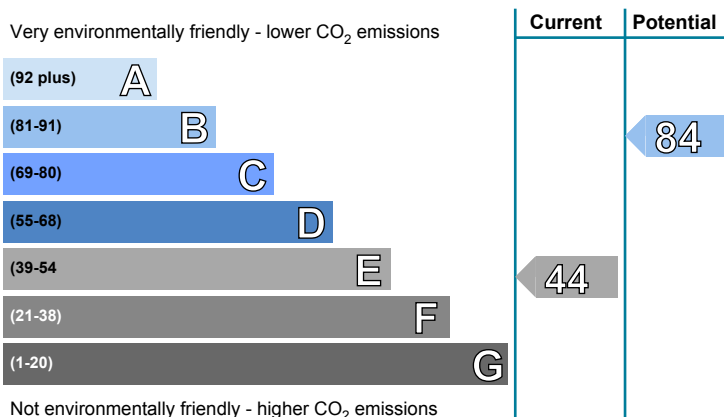 Very environmentally friendly - lower CO₂ emissions
Current
Potential
(92 plus) A
(81-91) B
84
(69-80) C
(55-68) D
(39-54 E
44
(21-38) F
(1-20) G
Not environmentally friendly - higher CO₂ emissions